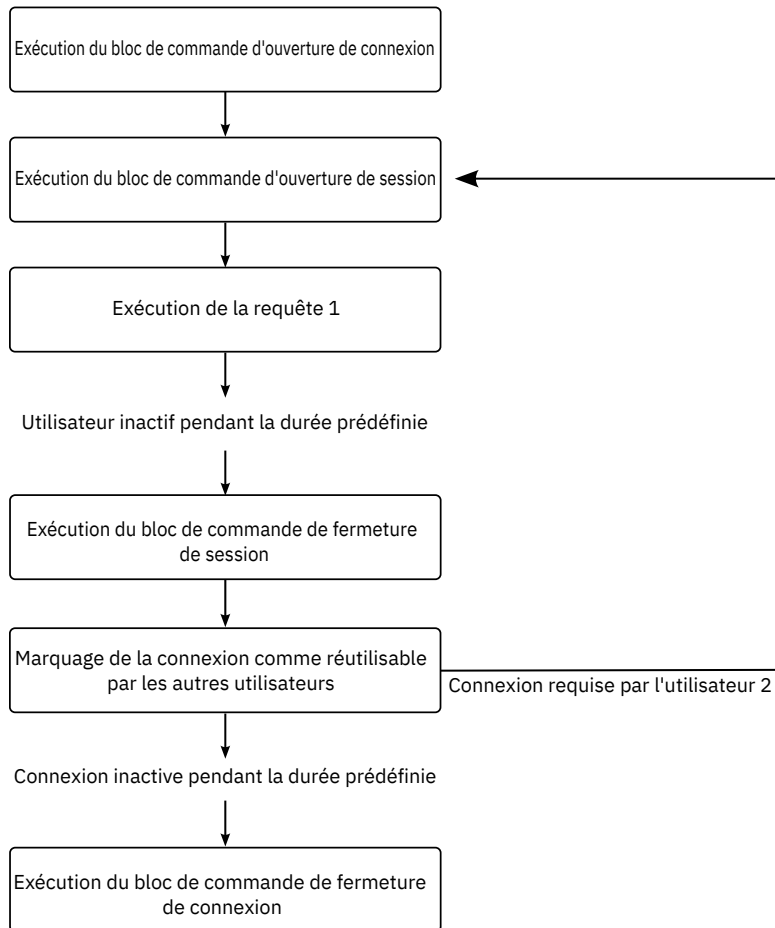 Exécution du bloc de commande d'ouverture de connexion
Exécution du bloc de commande d'ouverture de session
Exécution de la requête 1
Utilisateur inactif pendant la durée prédéfinie
Exécution du bloc de commande de fermeture
de session
Marquage de la connexion comme réutilisable
par les autres utilisateurs
Connexion requise par l'utilisateur 2
Connexion inactive pendant la durée prédéfinie
Exécution du bloc de commande de fermeture
de connexion